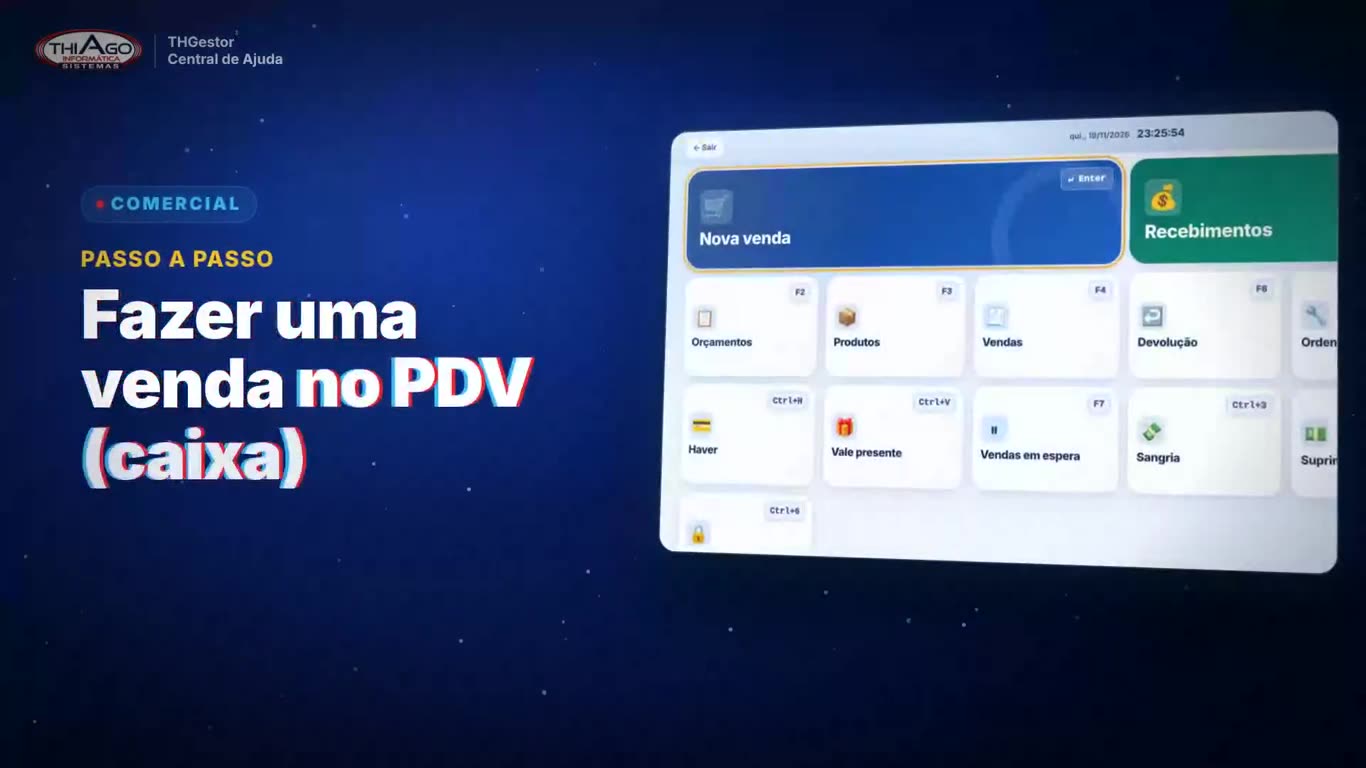 THIAGO
INFORMÁTICA
SISTEMAS
THGestor
Central de Ajuda
COMERCIAL
PASSO A PASSO
Fazer uma
venda no PDV
(caixa)
← Sair
23:25:54
↵ Enter
Nova venda
Recebimentos
F2
Orçamentos
F3
Produtos
F4
Vendas
F6
Devolução
Orden
Ctrl+H
Haver
Ctrl+V
Vale presente
F7
Vendas em espera
Ctrl+3
Sangria
Suprin
Ctrl+6